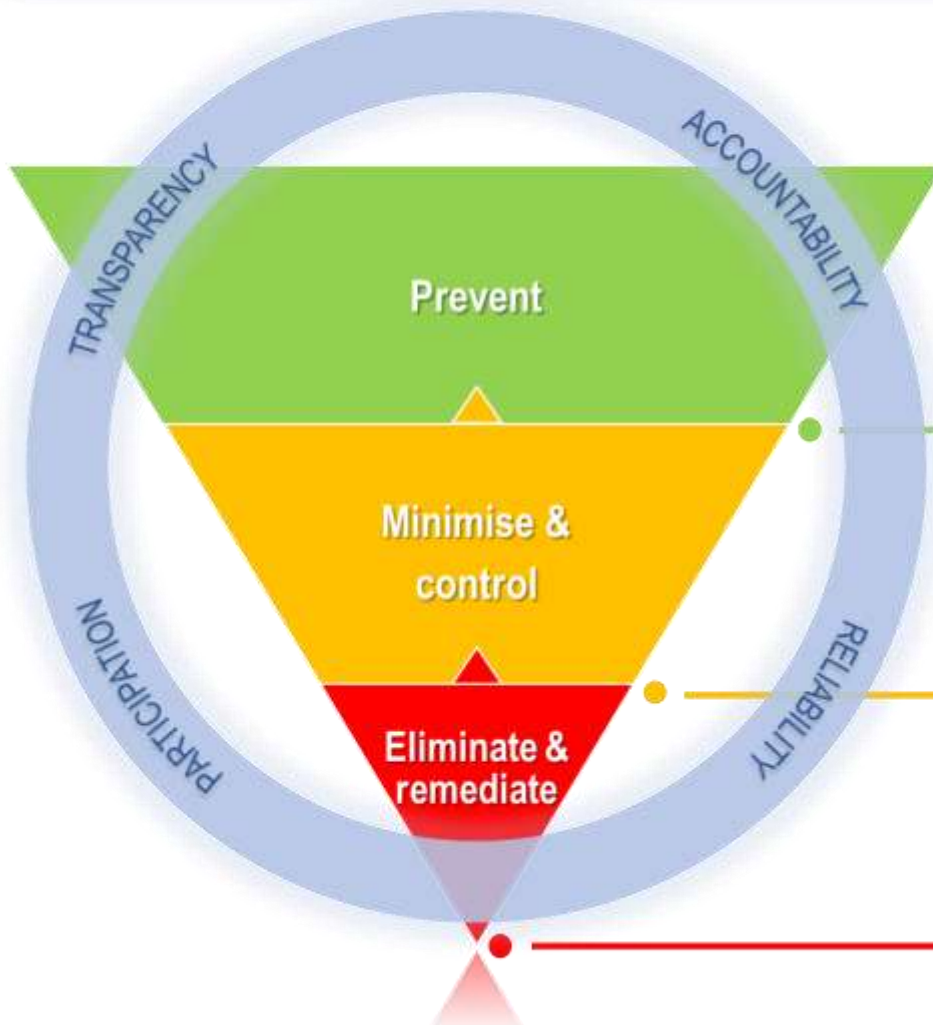 TRANSPARENCY
ACCOUNTABILITY
Prevent
Minimise &
control
PARTICIPATION
RELIABILITY
Eliminate &
remediate